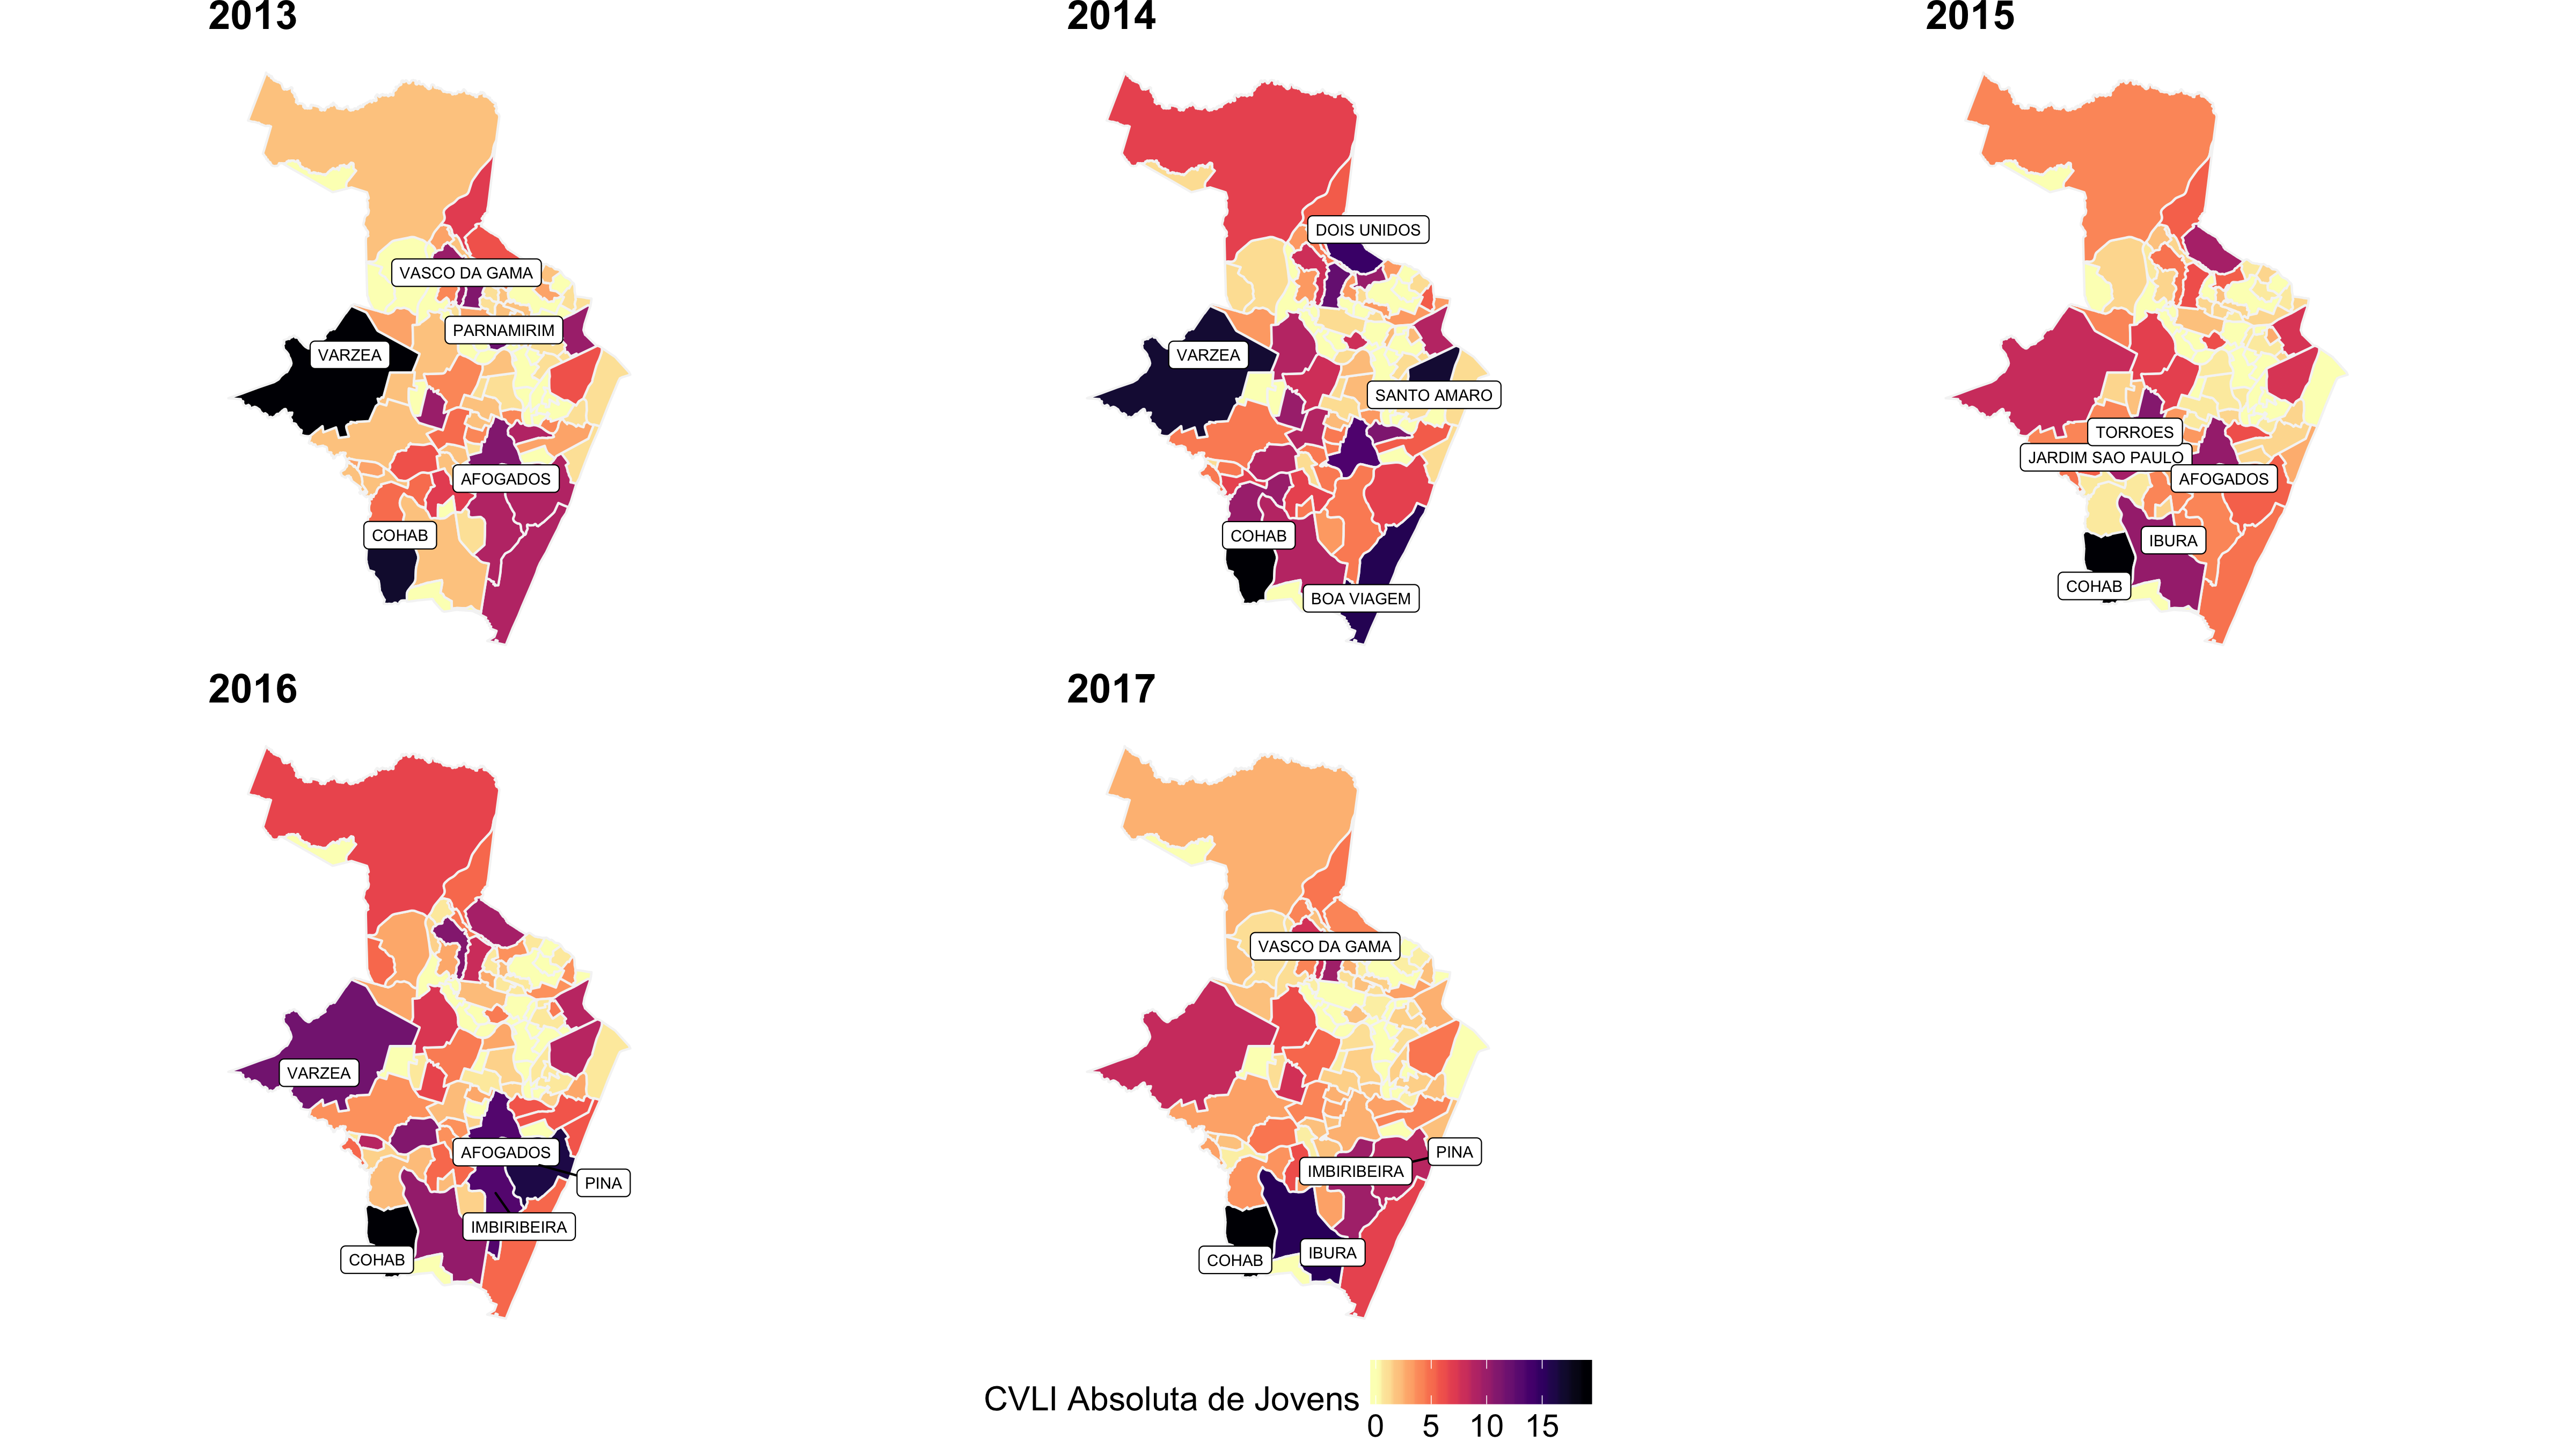 2013
VASCO DA GAMA
PARNAMIRIM
VARZEA
AFOGADOS
COHAB
2014
DOIS UNIDOS
VARZEA
SANTO AMARO
COHAB
BOA VIAGEM
2015
TORROES
JARDIM SAO PAULO
AFOGADOS
IBURA
COHAB
2016
VARZEA
AFOGADOS
PINA
IMBIRIBEIRA
COHAB
2017
VASCO DA GAMA
PINA
IMBIRIBEIRA
IBURA
COHAB
CVLI Absoluta de Jovens
0 5 10 15